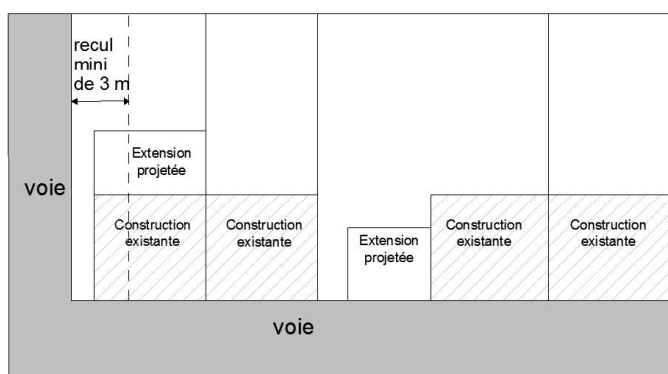 recul
mini
de 3 m
Extension
projetée
voie
Construction
existante
Construction
existante
Extension
projetée
Construction
existante
Construction
existante
voie